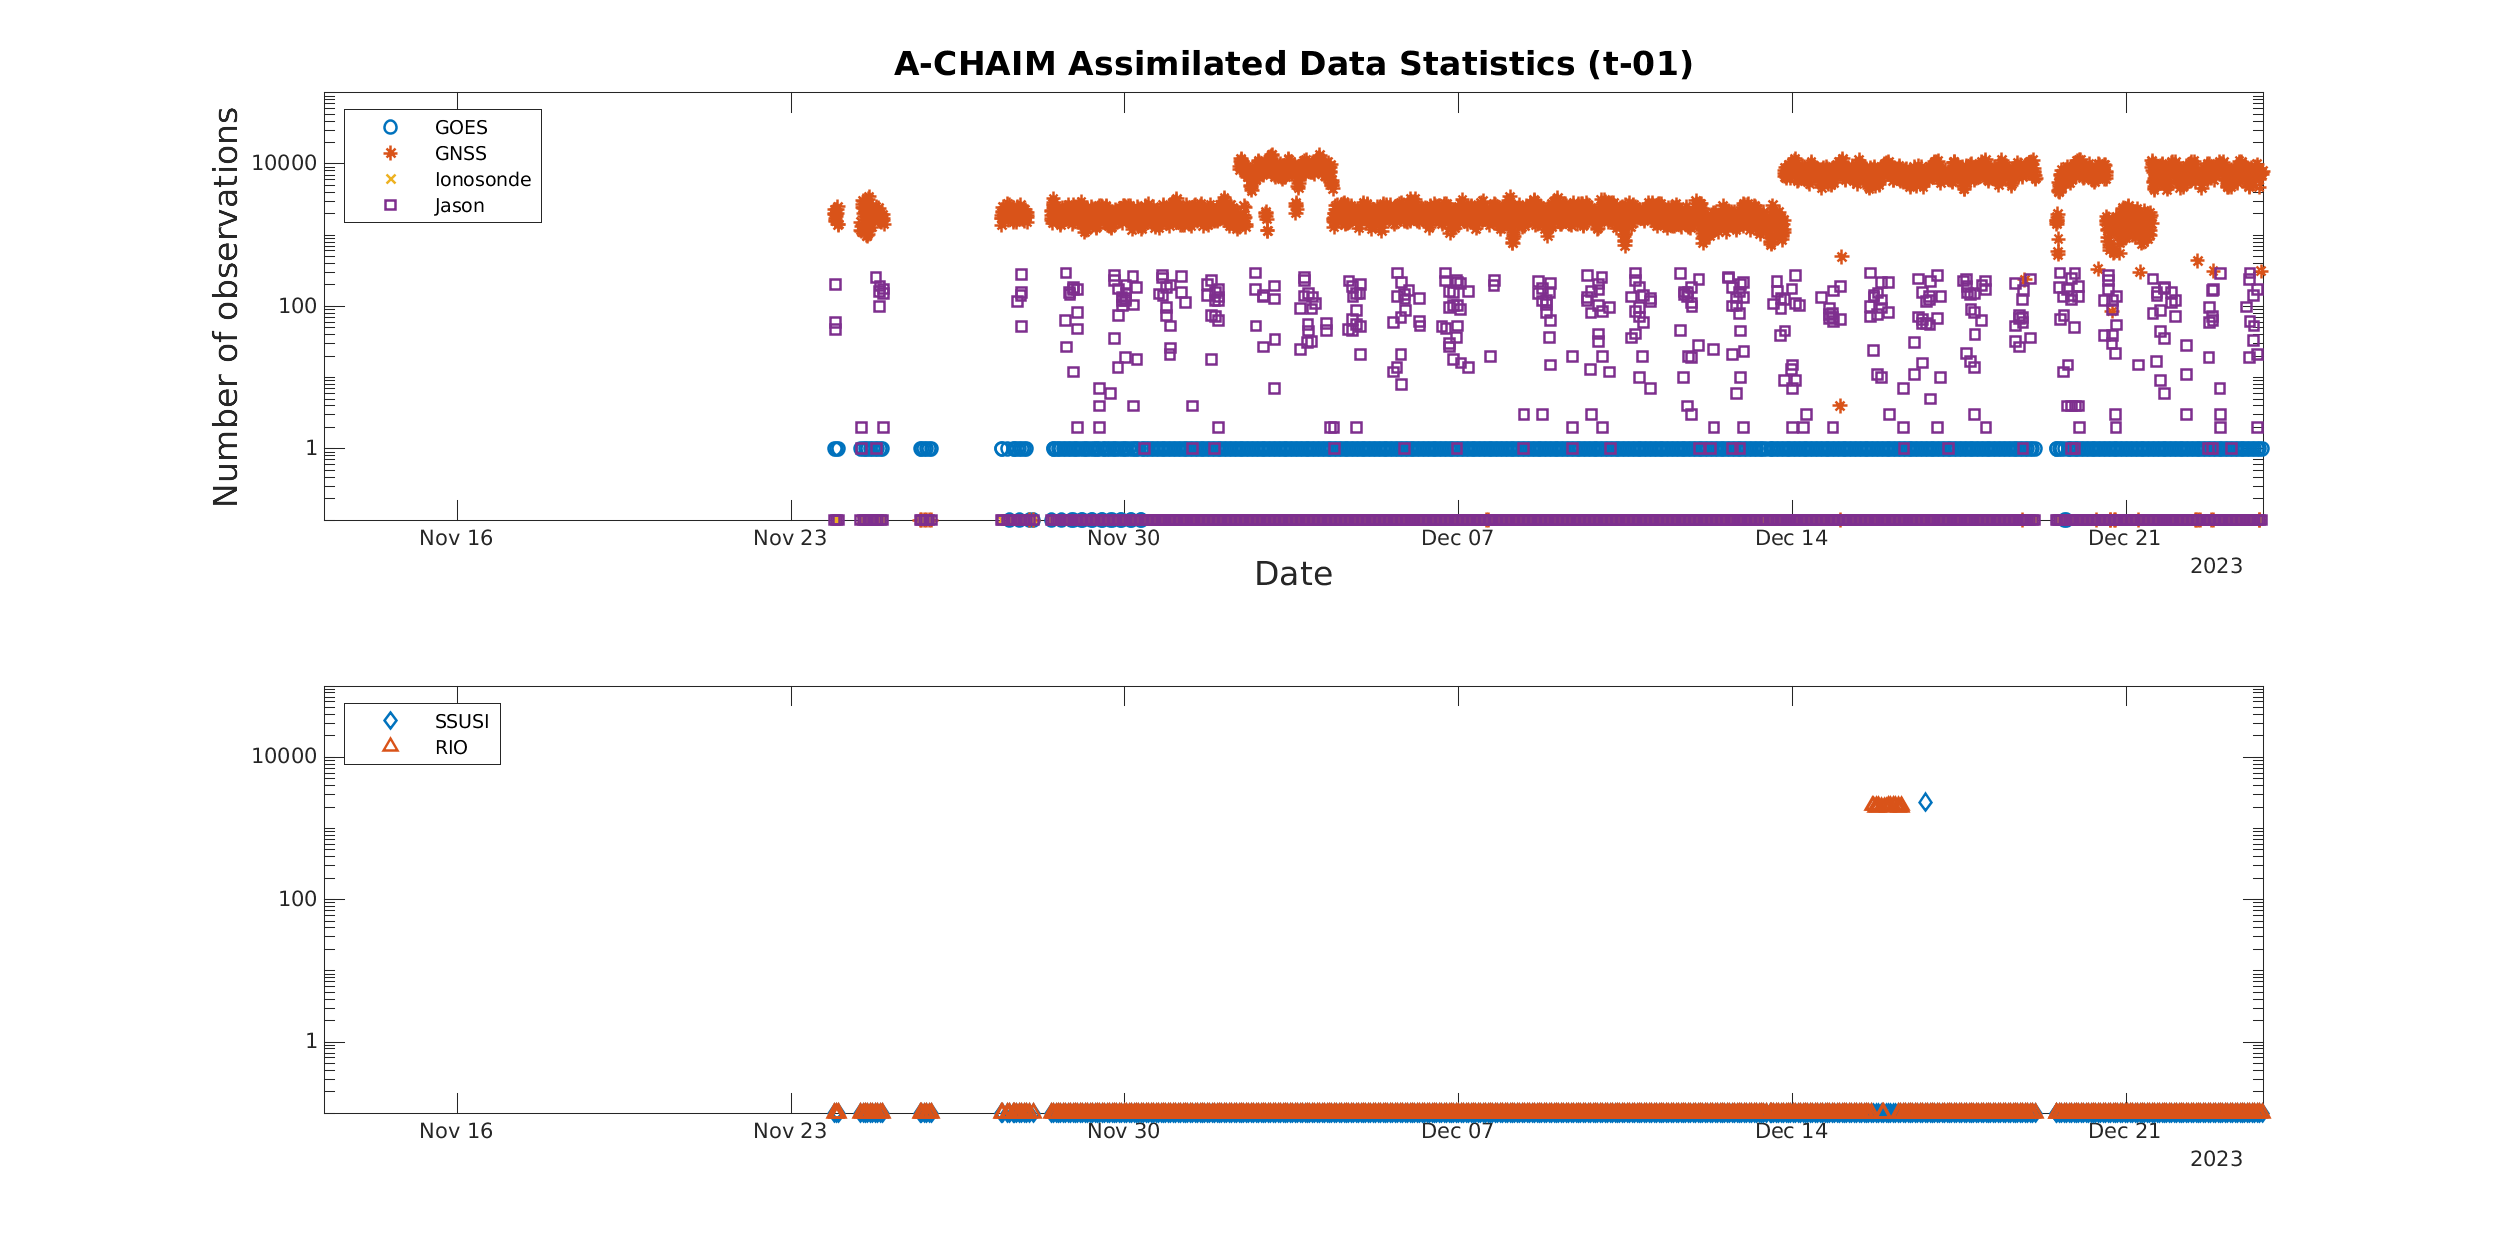 A-CHAIM Assimilated Data Statistics (t-01)
Number of observations
10000
100
1
GOES
GNSS
Ionosonde
Jason
Nov 16
Nov 23
Nov 30
Dec 07
Dec 14
Dec 21
2023
Date
10000
100
1
SSUSI
RIO
Nov 16
Nov 23
Nov 30
Dec 07
Dec 14
Dec 21
2023